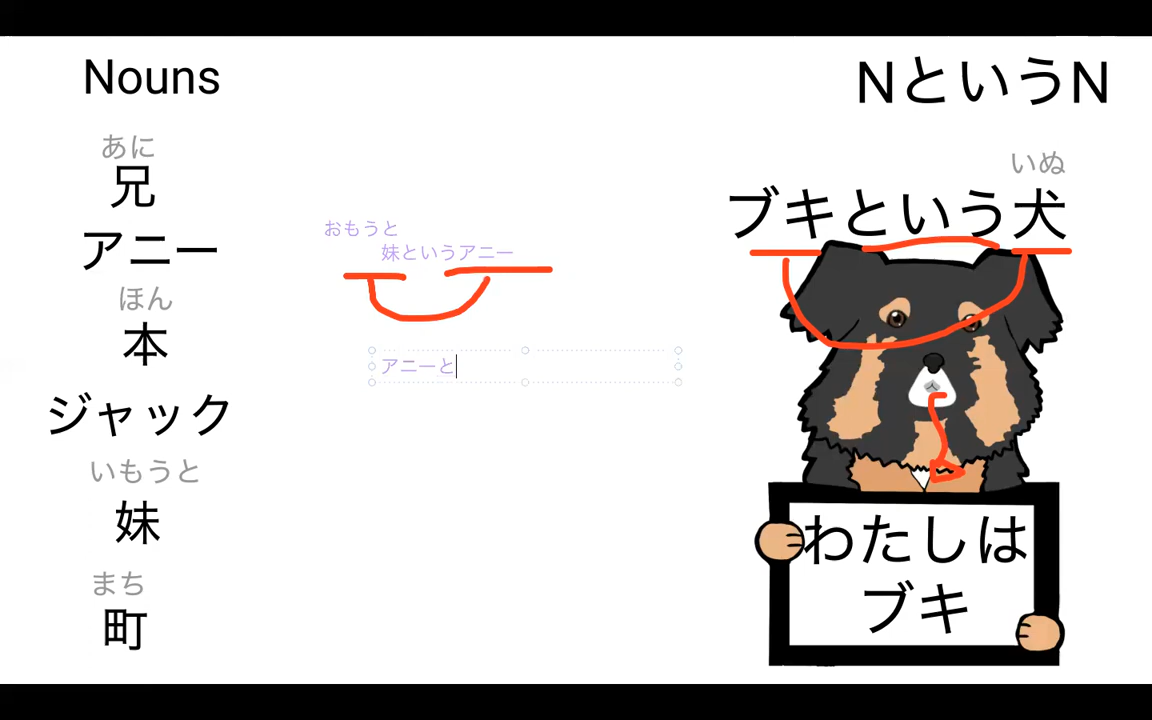 Nouns
あに
兄
アニー
ほん
本
ジャック
いもうと
妹
まち
町
おもうと
妹というアニー
アニーと
NというN
いぬ
ブキという犬
わたしは
ブキ